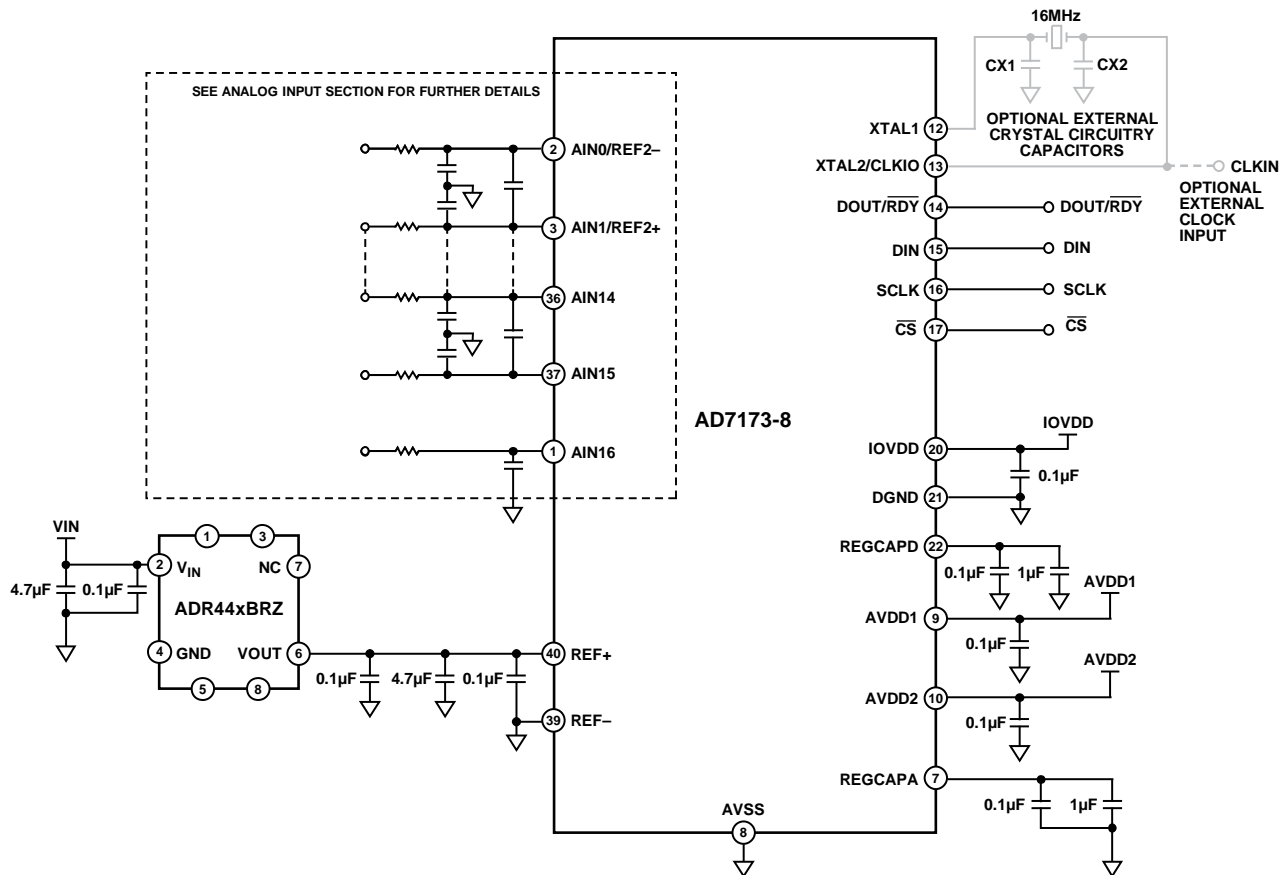 16MHz
CX1
CX2
SEE ANALOG INPUT SECTION FOR FURTHER DETAILS
OPTIONAL EXTERNAL
CRYSTAL CIRCUITRY
CAPACITORS
XTAL1
12
2
AIN0/REF2–
XTAL2/CLKIO
13
CLKIN
OPTIONAL
EXTERNAL
CLOCK
INPUT
DOUT/RDY
14
DOUT/RDY
3
AIN1/REF2+
DIN
15
DIN
SCLK
16
SCLK
36
AIN14
CS
17
CS
37
AIN15
AD7173-8
1
AIN16
IOVDD
20
IOVDD
0.1µF
DGND
21
REGCAPD
22
0.1µF
1µF
VIN
1
3
2
VIN
NC
7
4.7µF
0.1µF
ADR44xBRZ
4
GND
VOUT
6
5
8
0.1µF
4.7µF
0.1µF
40
REF+
39
REF–
AVDD1
9
AVDD1
0.1µF
AVDD2
10
AVDD2
0.1µF
REGCAPA
7
0.1µF
1µF
AVSS
8